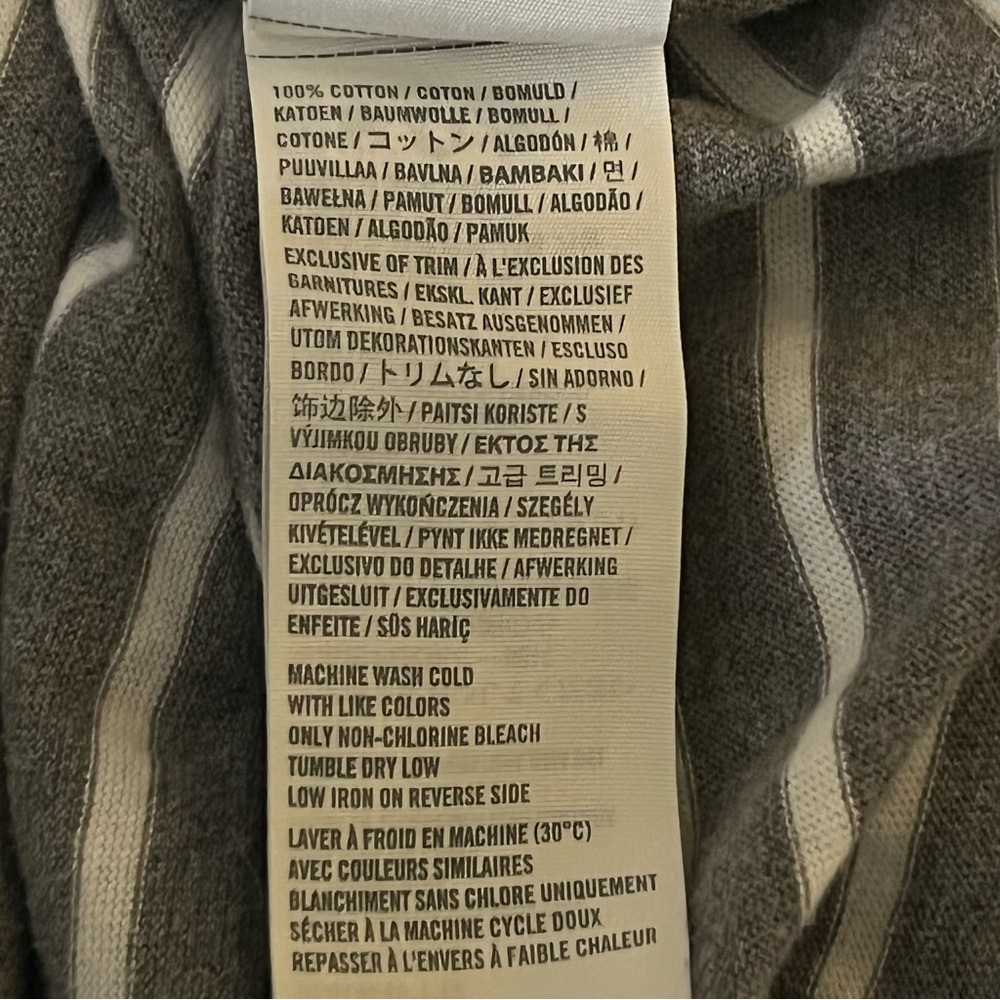 100% COTTON / COTON / BOMULD /
KATOEN / BAUMWOLLE / BOMULL /
COTONE / コットン / ALGODÓN / 棉 /
PUUVILLAA / BAVLNA / BAMBAKI / 면 /
BAWEŁNA / PAMUT / BOMULL / ALGODÃO /
KATOEN / ALGODÃO / PAMUK
EXCLUSIVE OF TRIM / À L'EXCLUSION DES
GARNITURES / EKSKL. KANT / EXCLUSIEF
AFWERKING / BESATZ AUSGENOMMEN /
UTOM DEKORATIONSKANTEN / ESCLUSO
BORDO / トリムなし / SIN ADORNO /
饰边除外 / PAITSI KORISTE / S
VÝJIMKOU OBRUBY / ΕΚΤΟΣ ΤΗΣ
ΔΙΑΚΟΣΜΗΣΗΣ / 고급 트리밍 /
OPRÓCZ WYKOŃCZENIA / SZEGÉLY
KIVÉTELÉVEL / PYNT IKKE MEDREGNET /
EXCLUSIVO DO DETALHE / AFWERKING
UITGESLUIT / EXCLUSIVAMENTE DO
ENFEITE / SÜS HARİÇ
MACHINE WASH COLD
WITH LIKE COLORS
ONLY NON-CHLORINE BLEACH
TUMBLE DRY LOW
LOW IRON ON REVERSE SIDE
LAVER À FROID EN MACHINE (30°C)
AVEC COULEURS SIMILAIRES
BLANCHIMENT SANS CHLORE UNIQUEMENT
SÉCHER À LA MACHINE CYCLE DOUX
REPASSER À L'ENVERS À FAIBLE CHALEUR